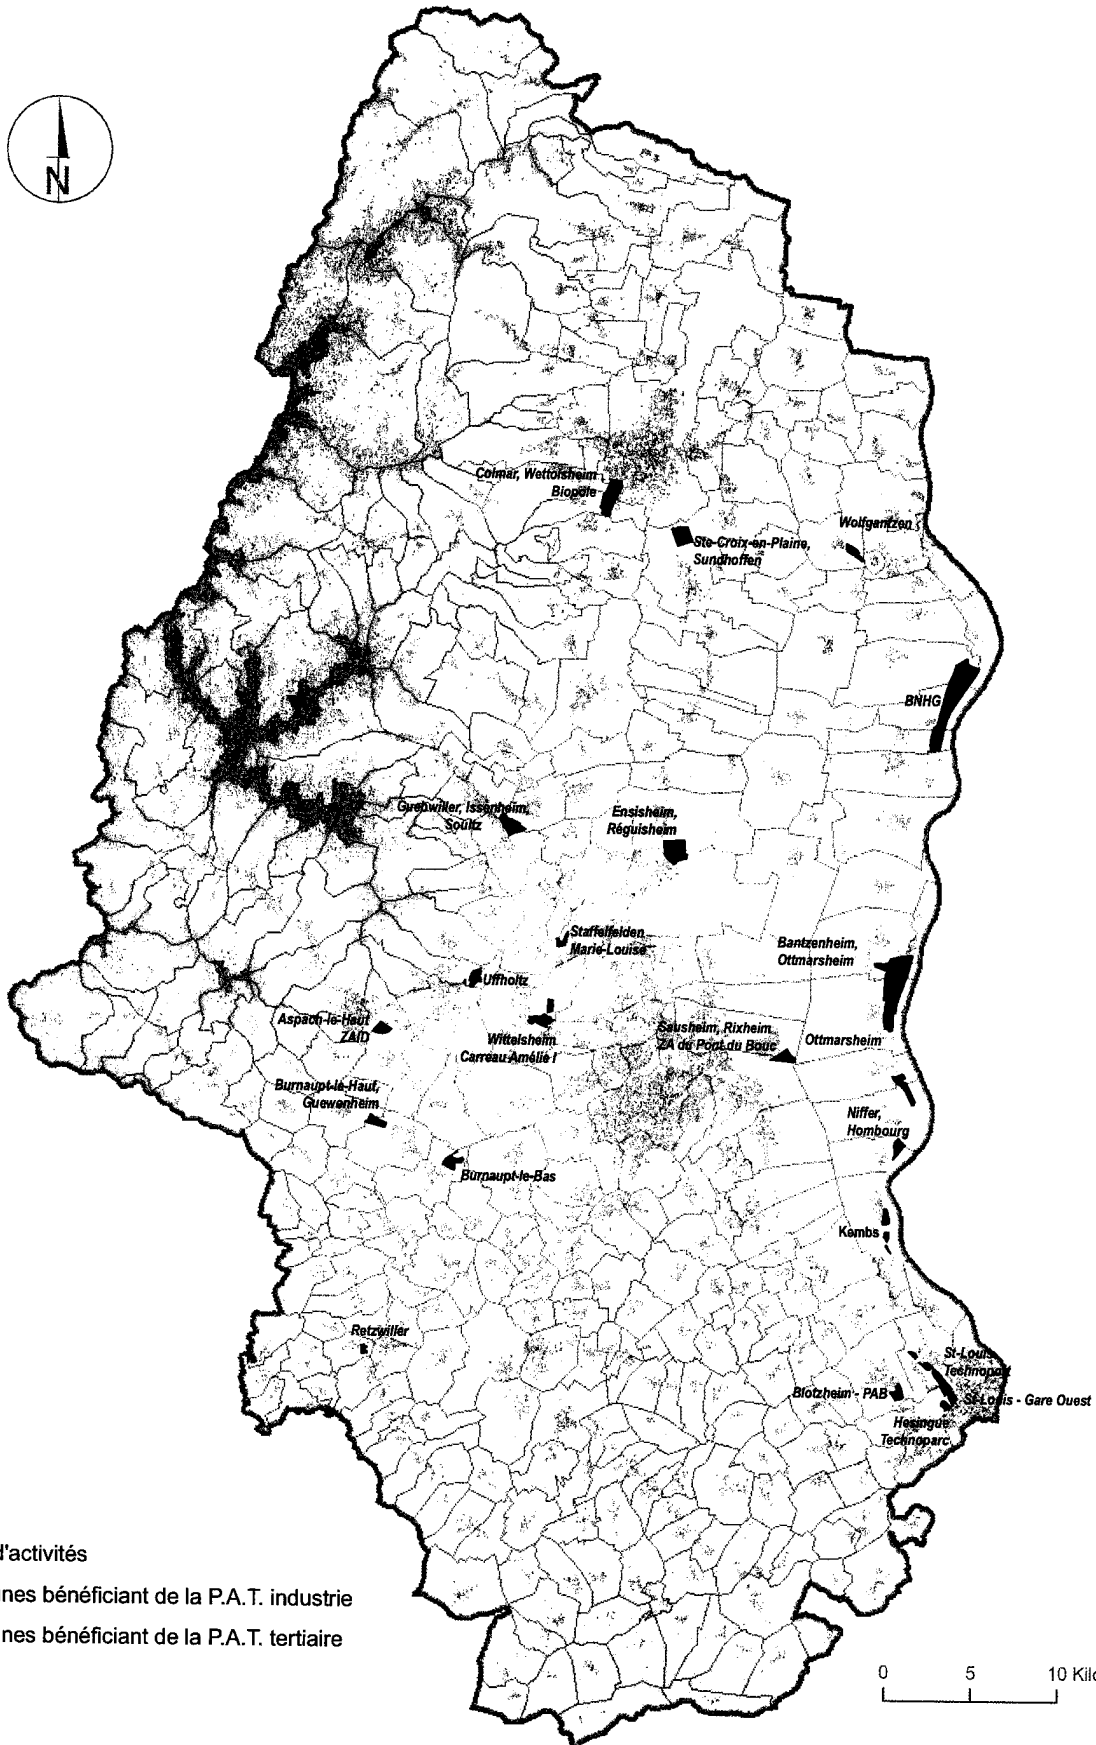 N
Colmar, Wettolsheim
Biopole
Ste-Croix-en-Plaine,
Sundhoffen
Wolfgantzen
BNHG
Guebwiller, Issenheim,
Soultz
Ensisheim,
Réguisheim
Staffelfelden
Marie-Louise
Bantzenheim,
Ottmarsheim
Uffholtz
Aspach-le-Haut
ZAID
Wittelsheim
Carreau Amélie I
Sausheim, Rixheim
ZA du Pont du Bouc
Ottmarsheim
Burnaupt-le-Haut,
Guewenheim
Niffer,
Hombourg
Burnaupt-le-Bas
Kembs
Retzwiller
St-Louis
Technoport
Blotzheim - PAB
St-Louis - Gare Ouest
Hesingue
Technoparc
d'activités
nes bénéficiant de la P.A.T. industrie
nes bénéficiant de la P.A.T. tertiaire
0 5 10 Kilo